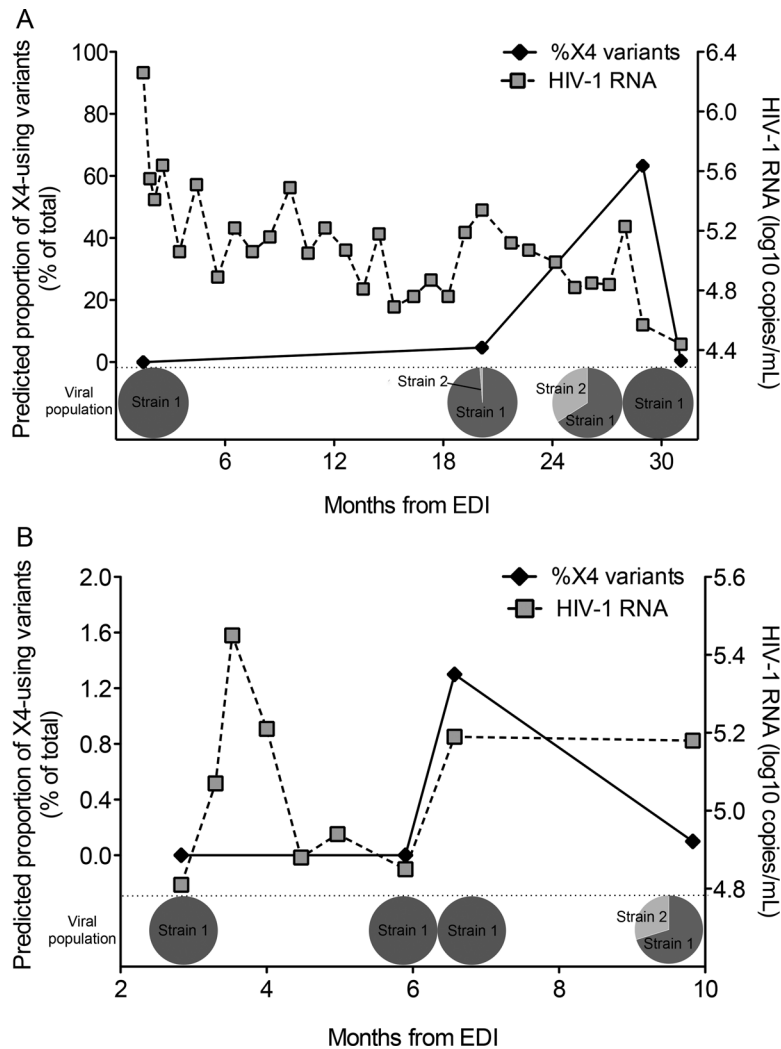 A
%X4 variants
HIV-1 RNA
Predicted proportion of X4-using variants
(% of total)
100
80
60
40
20
0
6.4
6.0
5.6
5.2
4.8
4.4
HIV-1 RNA (log10 copies/mL)
Viral
population
Strain 1
Strain 2
Strain 1
Strain 2
Strain 1
Strain 1
6
12
18
24
30
Months from EDI
B
%X4 variants
HIV-1 RNA
Predicted proportion of X4-using variants
(% of total)
2.0
1.6
1.2
0.8
0.4
0.0
5.6
5.4
5.2
5.0
4.8
HIV-1 RNA (log10 copies/mL)
Viral
population
Strain 1
Strain 1
Strain 1
Strain 2
Strain 1
2
4
6
8
10
Months from EDI